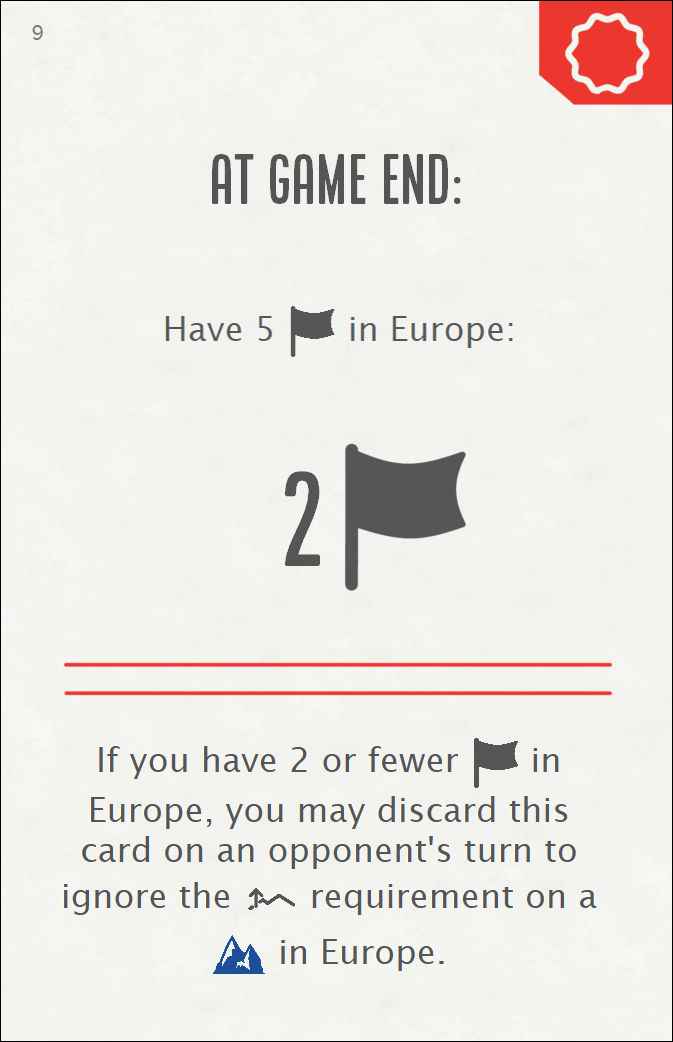 9
AT GAME END:
Have 5 in Europe:
2
If you have 2 or fewer in
Europe, you may discard this
card on an opponent's turn to
ignore the requirement on a
in Europe.